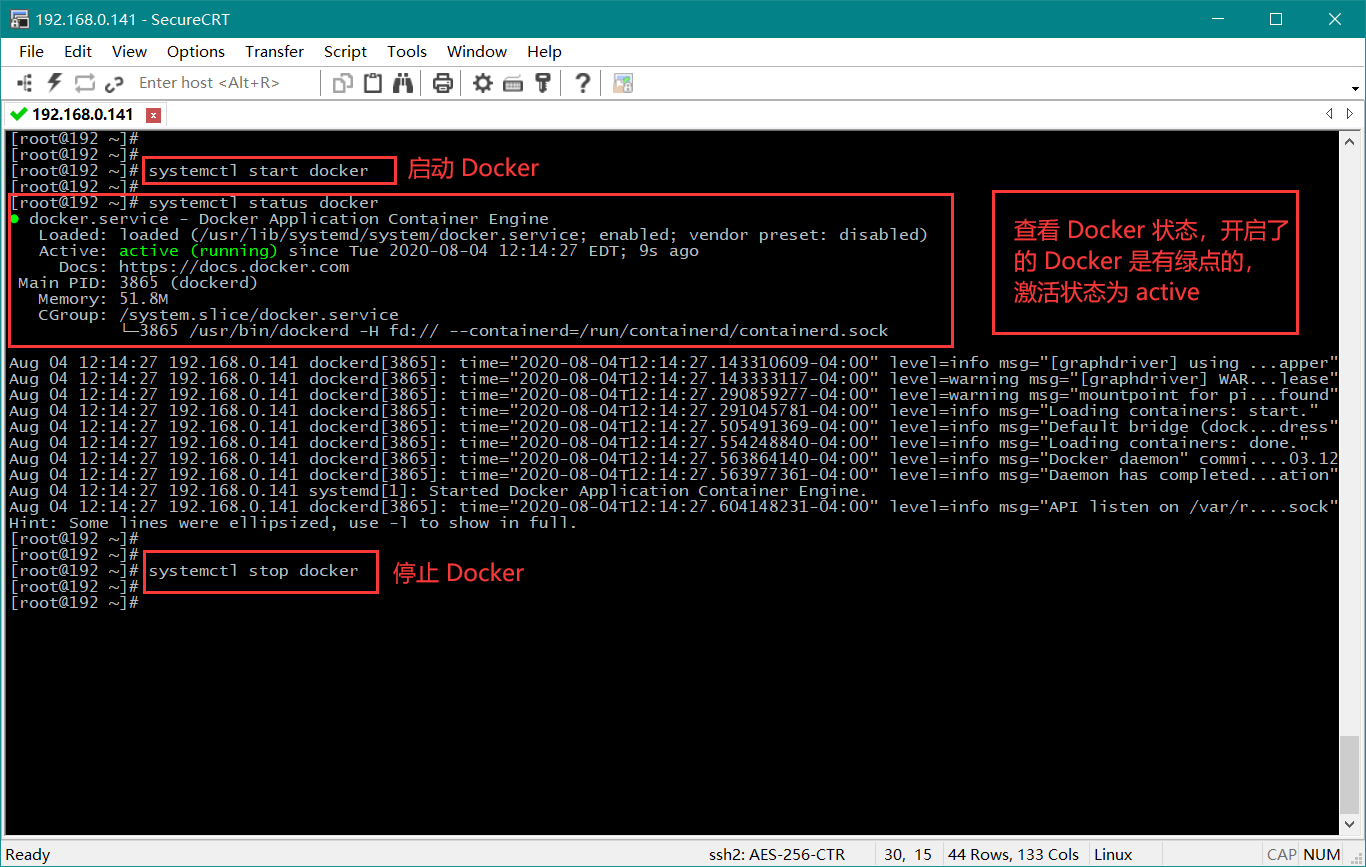 192.168.0.141 - SecureCRT
File Edit View Options Transfer Script Tools Window Help
Enter host <Alt+R>
192.168.0.141
[root@192 ~]#
[root@192 ~]#
[root@192 ~]# systemctl start docker 启动 Docker
[root@192 ~]#
[root@192 ~]# systemctl status docker
● docker.service - Docker Application Container Engine
Loaded: loaded (/usr/lib/systemd/system/docker.service; enabled; vendor preset: disabled)
Active: active (running) since Tue 2020-08-04 12:14:27 EDT; 9s ago
Docs: https://docs.docker.com
Main PID: 3865 (dockerd)
Memory: 51.8M
CGroup: /system.slice/docker.service
└─3865 /usr/bin/dockerd -H fd:// --containerd=/run/containerd/containerd.sock
查看 Docker 状态，开启了
的 Docker 是有绿点的，
激活状态为 active
Aug 04 12:14:27 192.168.0.141 dockerd[3865]: time="2020-08-04T12:14:27.143310609-04:00" level=info msg="[graphdriver] using ...apper"
Aug 04 12:14:27 192.168.0.141 dockerd[3865]: time="2020-08-04T12:14:27.143333117-04:00" level=warning msg="[graphdriver] WAR...lease"
Aug 04 12:14:27 192.168.0.141 dockerd[3865]: time="2020-08-04T12:14:27.290859277-04:00" level=warning msg="mountpoint for pi...found"
Aug 04 12:14:27 192.168.0.141 dockerd[3865]: time="2020-08-04T12:14:27.291045781-04:00" level=info msg="Loading containers: start."
Aug 04 12:14:27 192.168.0.141 dockerd[3865]: time="2020-08-04T12:14:27.505491369-04:00" level=info msg="Default bridge (dock...dress"
Aug 04 12:14:27 192.168.0.141 dockerd[3865]: time="2020-08-04T12:14:27.554248840-04:00" level=info msg="Loading containers: done."
Aug 04 12:14:27 192.168.0.141 dockerd[3865]: time="2020-08-04T12:14:27.563864140-04:00" level=info msg="Docker daemon" commi....03.12
Aug 04 12:14:27 192.168.0.141 dockerd[3865]: time="2020-08-04T12:14:27.563977361-04:00" level=info msg="Daemon has completed...ation"
Aug 04 12:14:27 192.168.0.141 systemd[1]: Started Docker Application Container Engine.
Aug 04 12:14:27 192.168.0.141 dockerd[3865]: time="2020-08-04T12:14:27.604148231-04:00" level=info msg="API listen on /var/r....sock"
Hint: Some lines were ellipsized, use -l to show in full.
[root@192 ~]#
[root@192 ~]#
[root@192 ~]# systemctl stop docker 停止 Docker
[root@192 ~]#
[root@192 ~]#
Ready ssh2: AES-256-CTR 30, 15 44 Rows, 133 Cols Linux CAP NUM